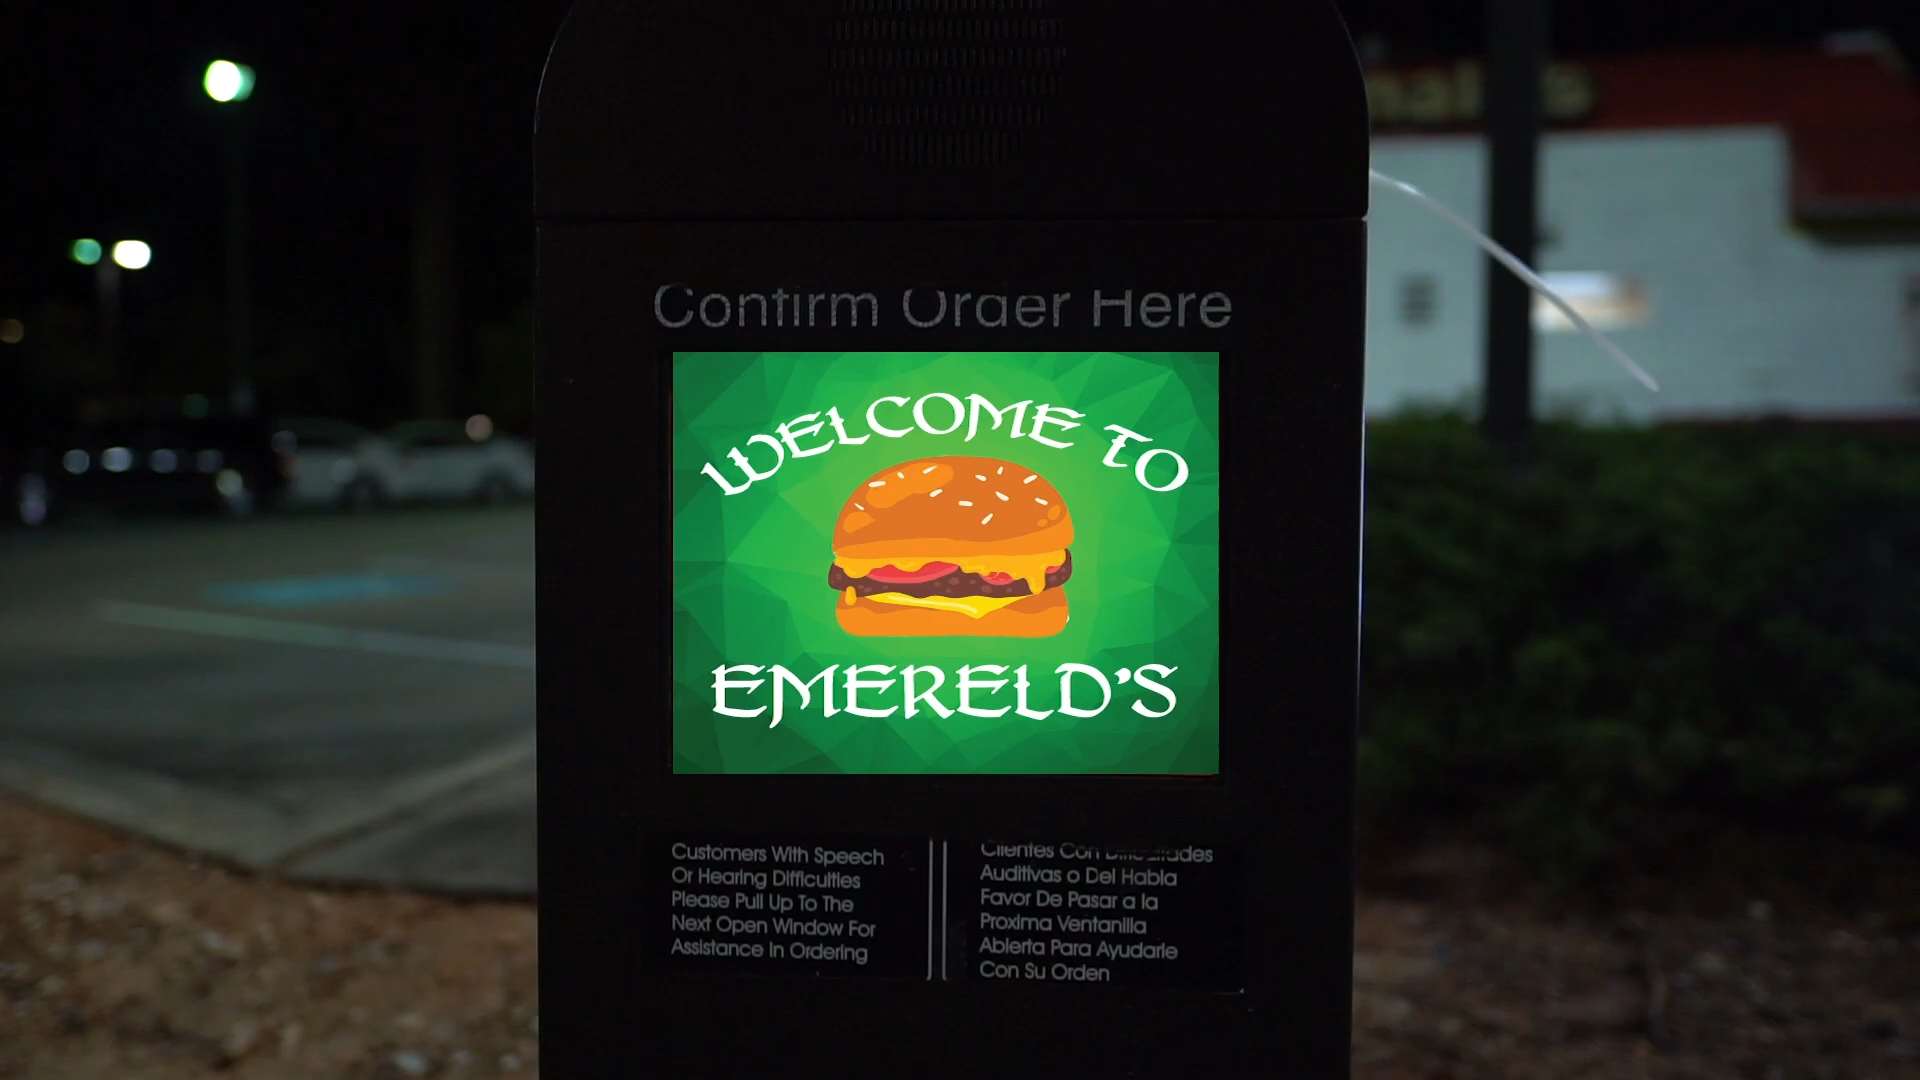 Confirm Order Here
WELCOME TO
EMERELD'S
Customers With Speech
Or Hearing Difficulties
Please Pull Up To The
Next Open Window For
Assistance In Ordering
Clientes Con Dificultades
Auditivas o Del Habla
Favor De Pasar a la
Proxima Ventanilla
Abierta Para Ayudarle
Con Su Orden